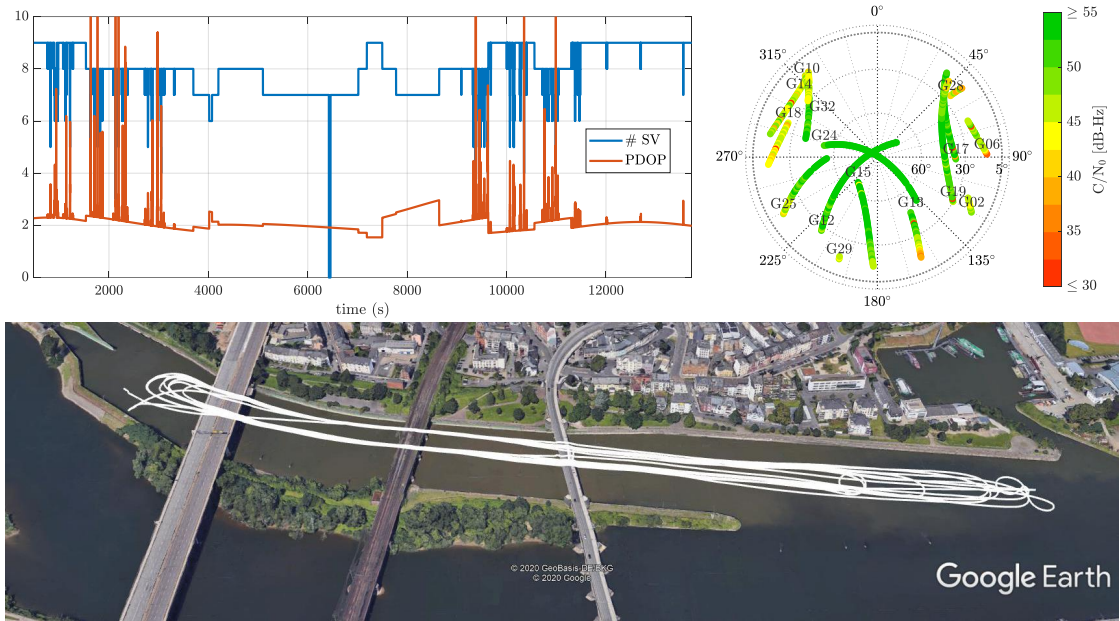 10
8
6
4
2
0
2000 4000 6000 8000 10000 12000
time (s)
# SV
PDOP
0°
45°
90°
135°
180°
225°
270°
315°
60° 30° 5°
G10
G14
G32
G18
G24
G28
G06
G17
G15
G19
G02
G25
G12
G13
G29
≥ 55
50
45
40
35
≤ 30
C/N0 [dB-Hz]
© 2020 GeoBasis-DE/BKG
© 2020 Google
Google Earth